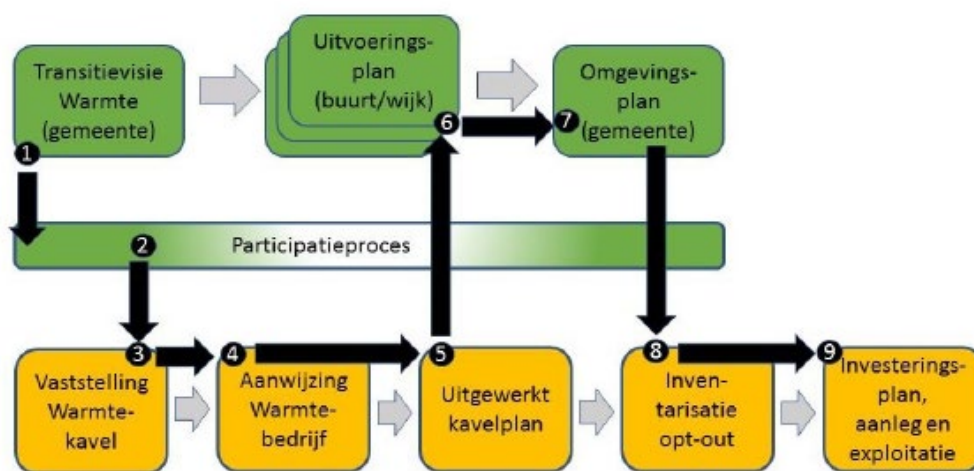 Transitievisie
Warmte
(gemeente)
1
Uitvoerings-
plan
(buurt/wijk)
6
Omgevings-
plan
(gemeente)
7
2
Participatieproces
3
Vaststelling
Warmte-
kavel
4
Aanwijzing
Warmte-
bedrijf
5
Uitgewerkt
kavelplan
8
Inven-
tarisatie
opt-out
9
Investerings-
plan,
aanleg en
exploitatie